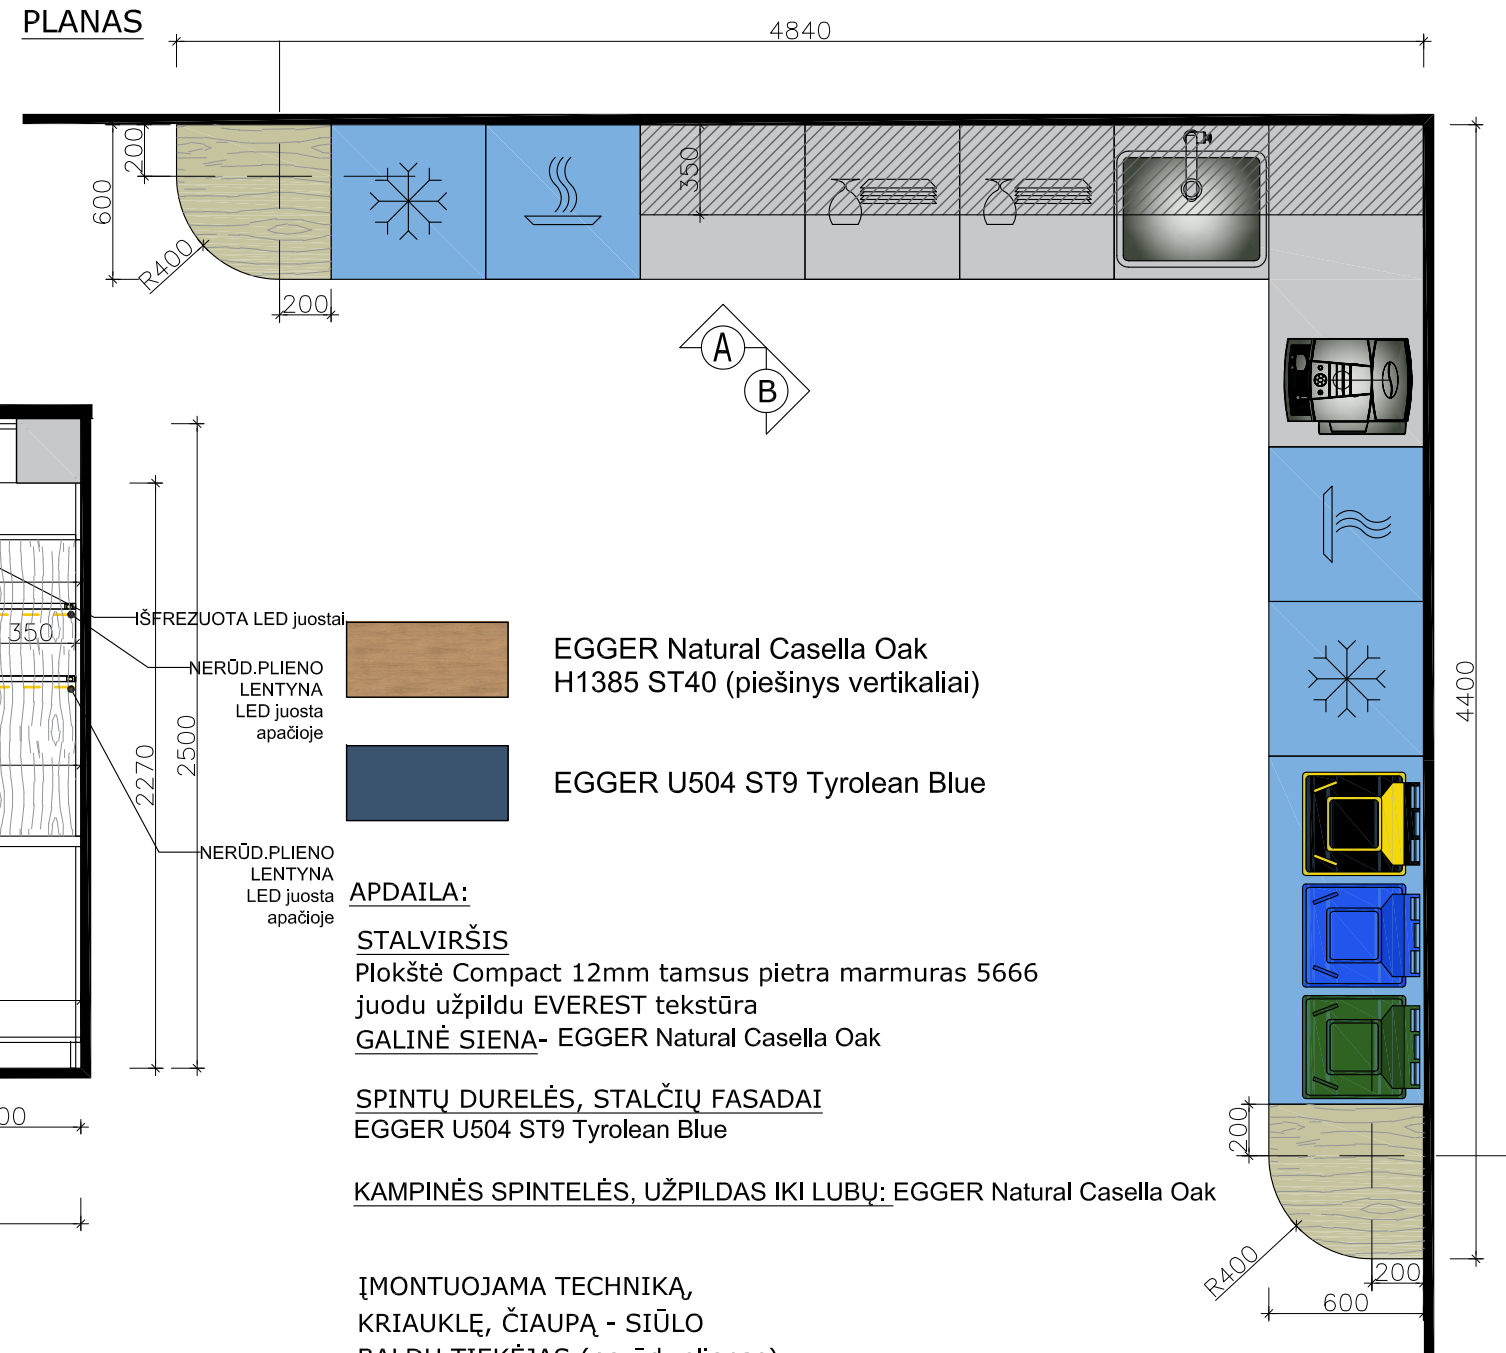 PLANAS
4840
200
600
R400
200
350
A
B
350
IŠFREZUOTA LED juostai
NERŪD.PLIENO
LENTYNA
LED juosta
apačioje
2270
2500
NERŪD.PLIENO
LENTYNA
LED juosta
apačioje
EGGER Natural Casella Oak
H1385 ST40 (piešinys vertikaliai)
EGGER U504 ST9 Tyrolean Blue
4400
APDAILA:
STALVIRŠIS
Plokštė Compact 12mm tamsus pietra marmuras 5666
juodu užpildu EVEREST tekstūra
GALINĖ SIENA- EGGER Natural Casella Oak
SPINTŲ DURELĖS, STALČIŲ FASADAI
EGGER U504 ST9 Tyrolean Blue
KAMPINĖS SPINTELĖS, UŽPILDAS IKI LUBŲ: EGGER Natural Casella Oak
200
R400
200
600
ĮMONTUOJAMA TECHNIKĄ,
KRIAUKLĘ, ČIAUPĄ - SIŪLO